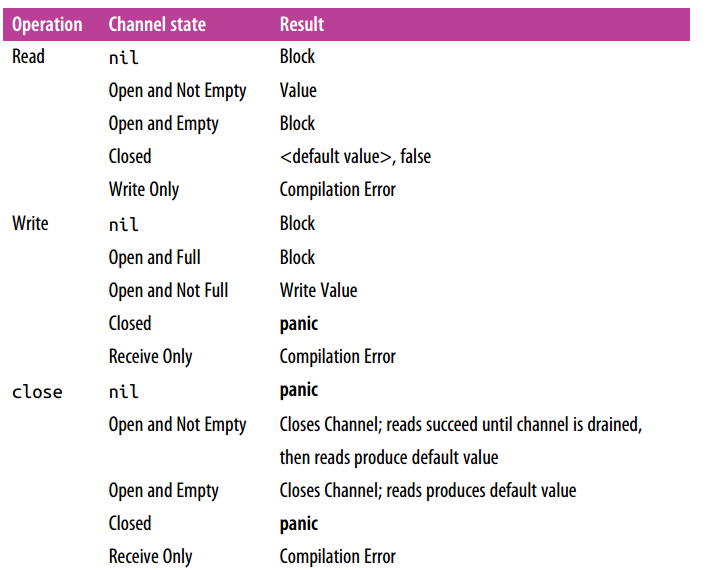 Operation Channel state Result
Read nil Block
Open and Not Empty Value
Open and Empty Block
Closed <default value>, false
Write Only Compilation Error
Write nil Block
Open and Full Block
Open and Not Full Write Value
Closed panic
Receive Only Compilation Error
close nil panic
Open and Not Empty Closes Channel; reads succeed until channel is drained,
then reads produce default value
Open and Empty Closes Channel; reads produces default value
Closed panic
Receive Only Compilation Error